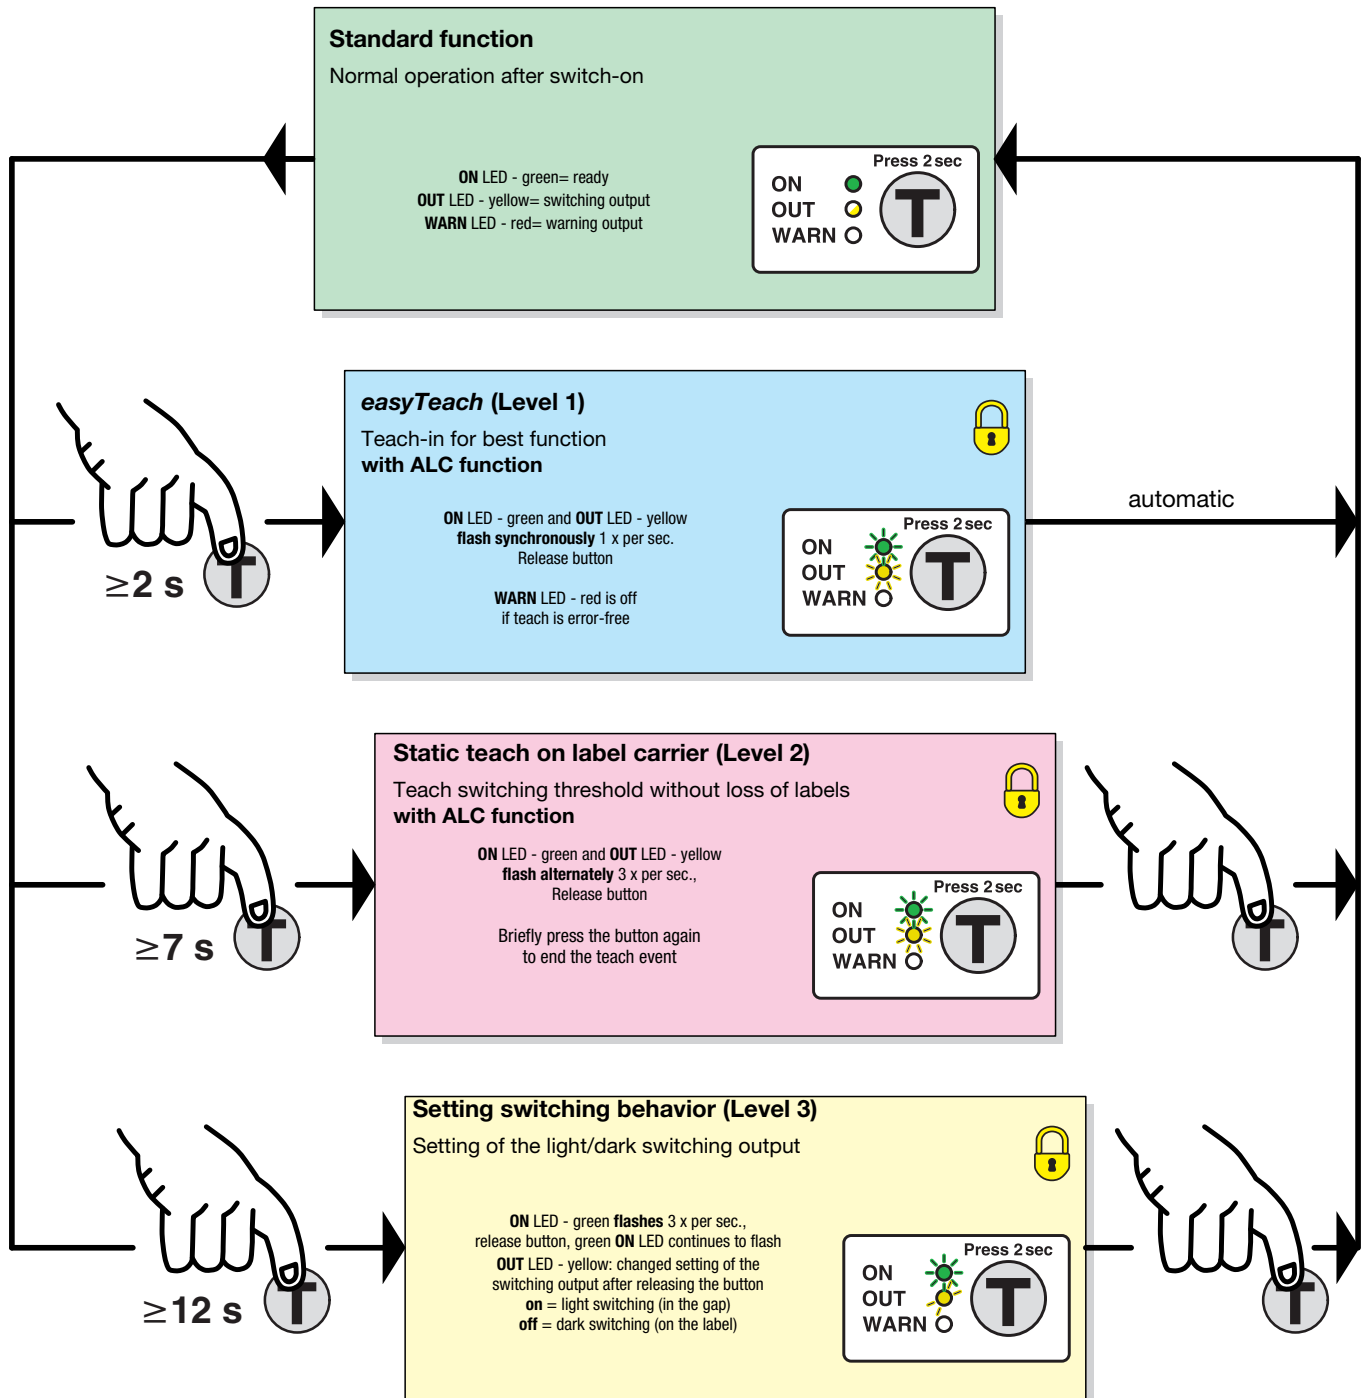 Standard function
Normal operation after switch-on
ON LED - green= ready
OUT LED - yellow= switching output
WARN LED - red= warning output
Press 2 sec
ON
OUT
WARN
T
easyTeach (Level 1)
Teach-in for best function
with ALC function
ON LED - green and OUT LED - yellow
flash synchronously 1 x per sec.
Release button
WARN LED - red is off
if teach is error-free
Press 2 sec
ON
OUT
WARN
T
automatic
≥2 s
T
Static teach on label carrier (Level 2)
Teach switching threshold without loss of labels
with ALC function
ON LED - green and OUT LED - yellow
flash alternately 3 x per sec.,
Release button
Briefly press the button again
to end the teach event
Press 2 sec
ON
OUT
WARN
T
≥7 s
T
T
Setting switching behavior (Level 3)
Setting of the light/dark switching output
ON LED - green flashes 3 x per sec.,
release button, green ON LED continues to flash
OUT LED - yellow: changed setting of the
switching output after releasing the button
on = light switching (in the gap)
off = dark switching (on the label)
Press 2 sec
ON
OUT
WARN
T
≥12 s
T
T